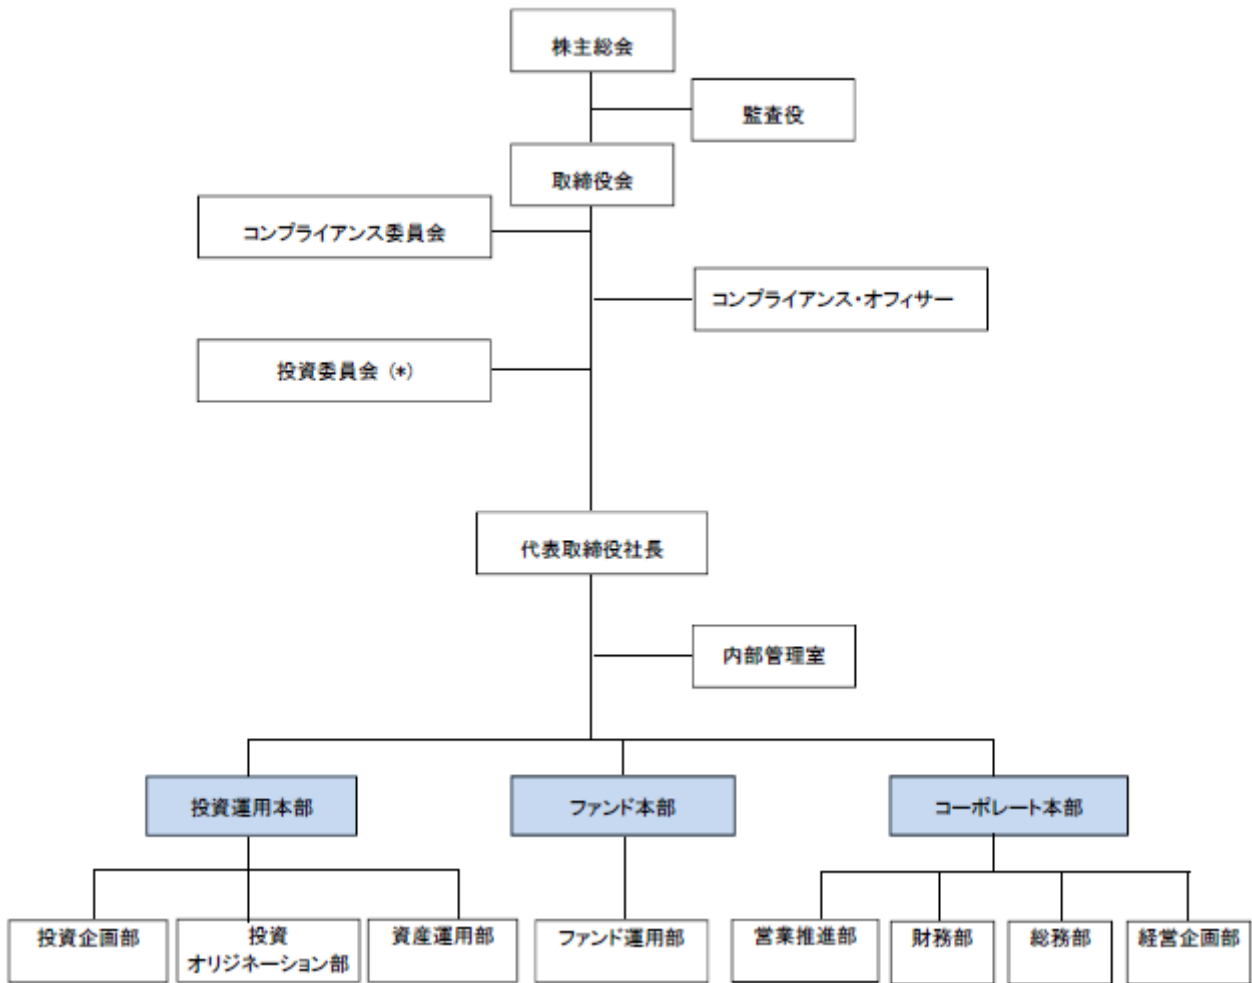 株主総会
監査役
取締役会
コンプライアンス委員会
コンプライアンス・オフィサー
投資委員会 (*)
代表取締役社長
内部管理室
投資運用本部
ファンド本部
コーポレート本部
投資企画部
投資
オリジネーション部
資産運用部
ファンド運用部
営業推進部
財務部
総務部
経営企画部